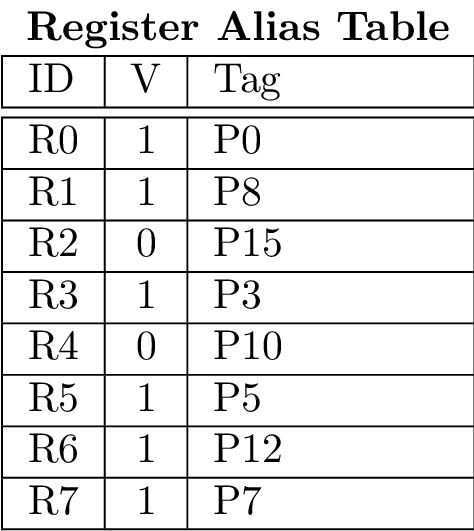 Register Alias Table
ID V Tag
R0 1 P0
R1 1 P8
R2 0 P15
R3 1 P3
R4 0 P10
R5 1 P5
R6 1 P12
R7 1 P7